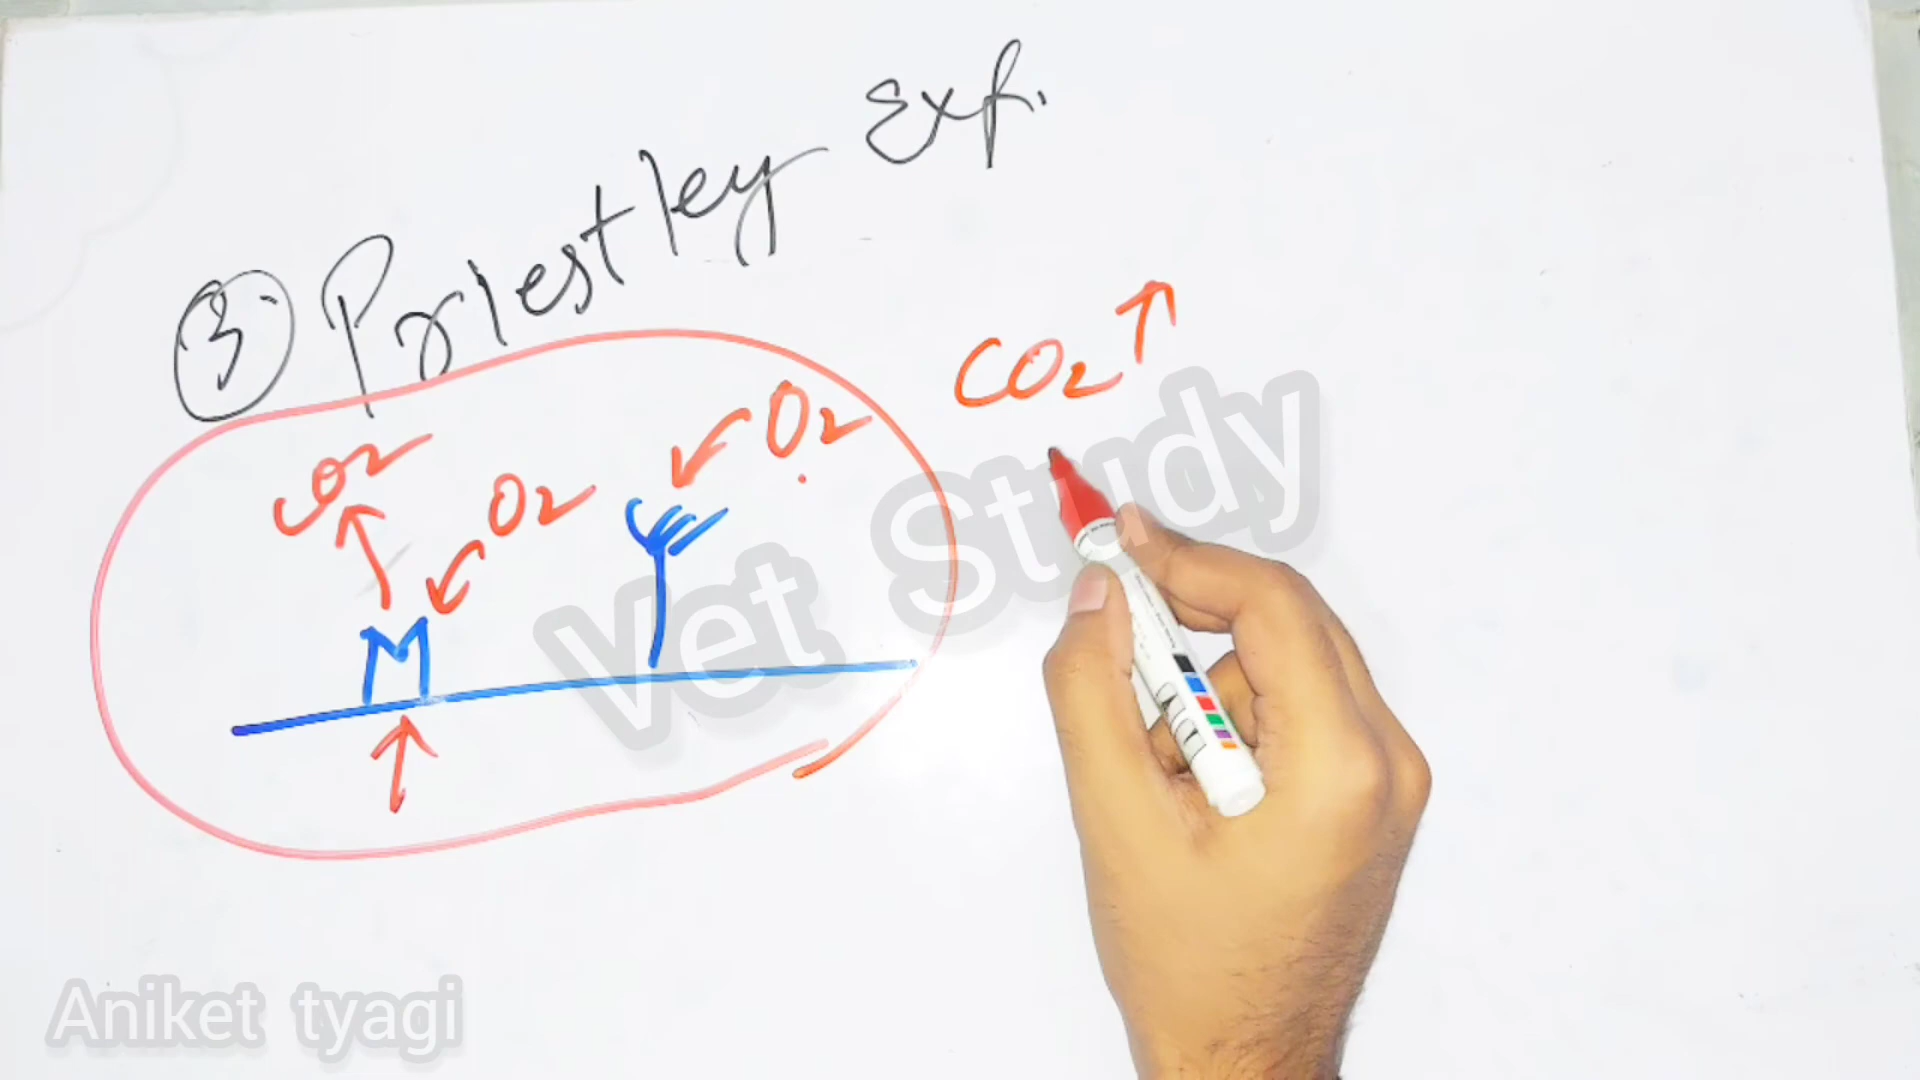 ③ Priestley Exp.
CO2 ↑
CO2
O2
O2
M
Vet Study
Aniket tyagi